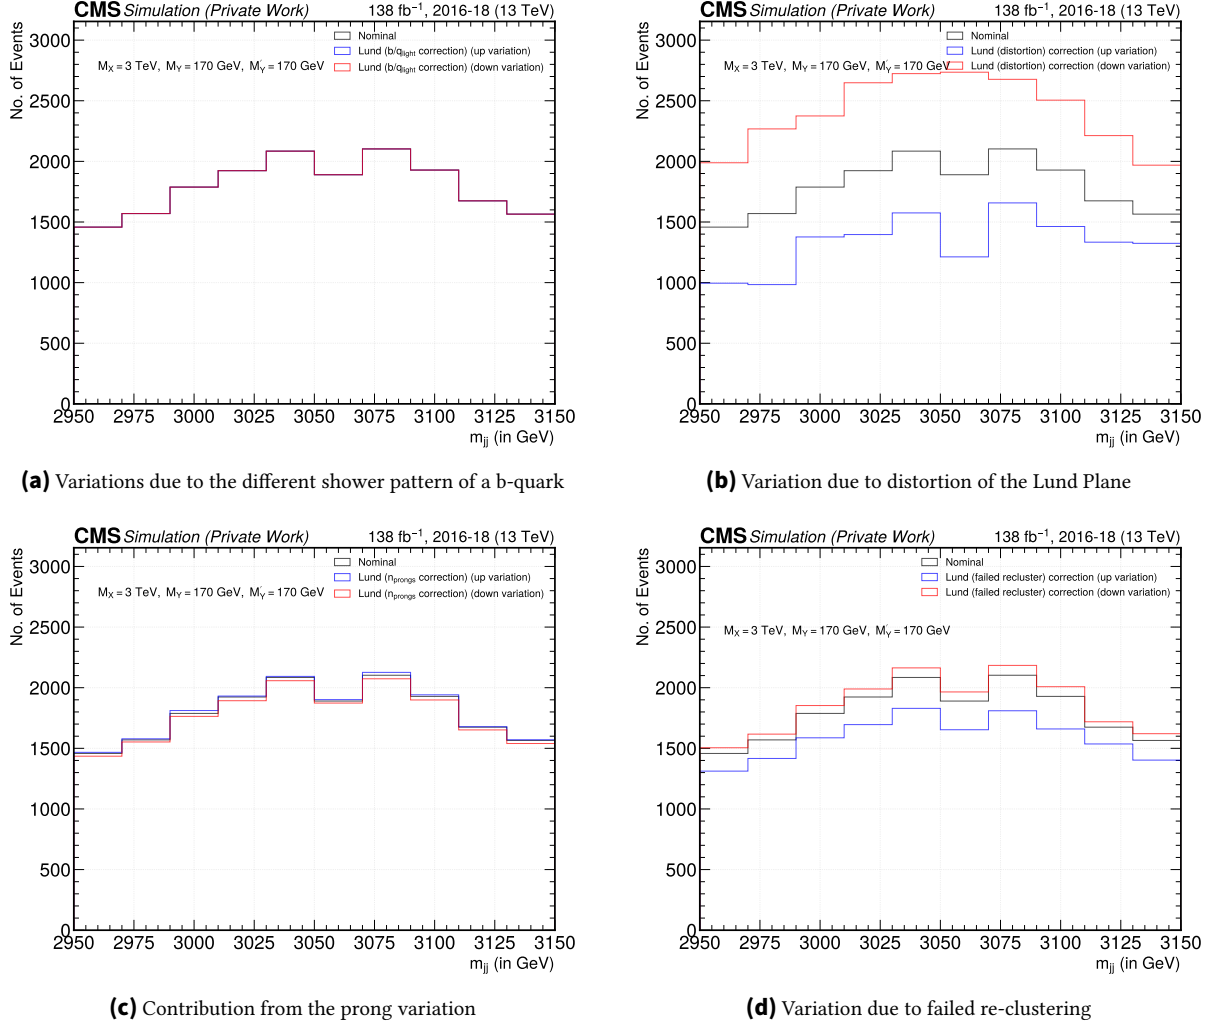 CMS Simulation (Private Work) 138 fb⁻¹, 2016-18 (13 TeV)
No. of Events
Nominal
Lund (b/q_light correction) (up variation)
Lund (b/q_light correction) (down variation)
M_X = 3 TeV, M_Y = 170 GeV, M′_Y = 170 GeV
3000
2500
2000
1500
1000
500
0
2950 2975 3000 3025 3050 3075 3100 3125 3150
m_jj (in GeV)
(a) Variations due to the different shower pattern of a b-quark
CMS Simulation (Private Work) 138 fb⁻¹, 2016-18 (13 TeV)
No. of Events
Nominal
Lund (distortion) correction (up variation)
Lund (distortion) correction (down variation)
M_X = 3 TeV, M_Y = 170 GeV, M′_Y = 170 GeV
3000
2500
2000
1500
1000
500
0
2950 2975 3000 3025 3050 3075 3100 3125 3150
m_jj (in GeV)
(b) Variation due to distortion of the Lund Plane
CMS Simulation (Private Work) 138 fb⁻¹, 2016-18 (13 TeV)
No. of Events
Nominal
Lund (n_prongs correction) (up variation)
Lund (n_prongs correction) (down variation)
M_X = 3 TeV, M_Y = 170 GeV, M′_Y = 170 GeV
3000
2500
2000
1500
1000
500
0
2950 2975 3000 3025 3050 3075 3100 3125 3150
m_jj (in GeV)
(c) Contribution from the prong variation
CMS Simulation (Private Work) 138 fb⁻¹, 2016-18 (13 TeV)
No. of Events
Nominal
Lund (failed recluster) correction (up variation)
Lund (failed recluster) correction (down variation)
M_X = 3 TeV, M_Y = 170 GeV, M′_Y = 170 GeV
3000
2500
2000
1500
1000
500
0
2950 2975 3000 3025 3050 3075 3100 3125 3150
m_jj (in GeV)
(d) Variation due to failed re-clustering